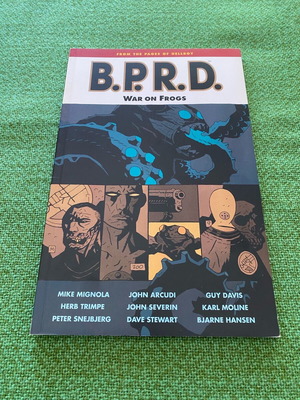 FROM THE PAGES OF HELLBOY
B.P.R.D.
WAR ON FROGS
MIKE MIGNOLA JOHN ARCUDI GUY DAVIS
HERB TRIMPE JOHN SEVERIN KARL MOLINE
PETER SNEJBJERG DAVE STEWART BJARNE HANSEN